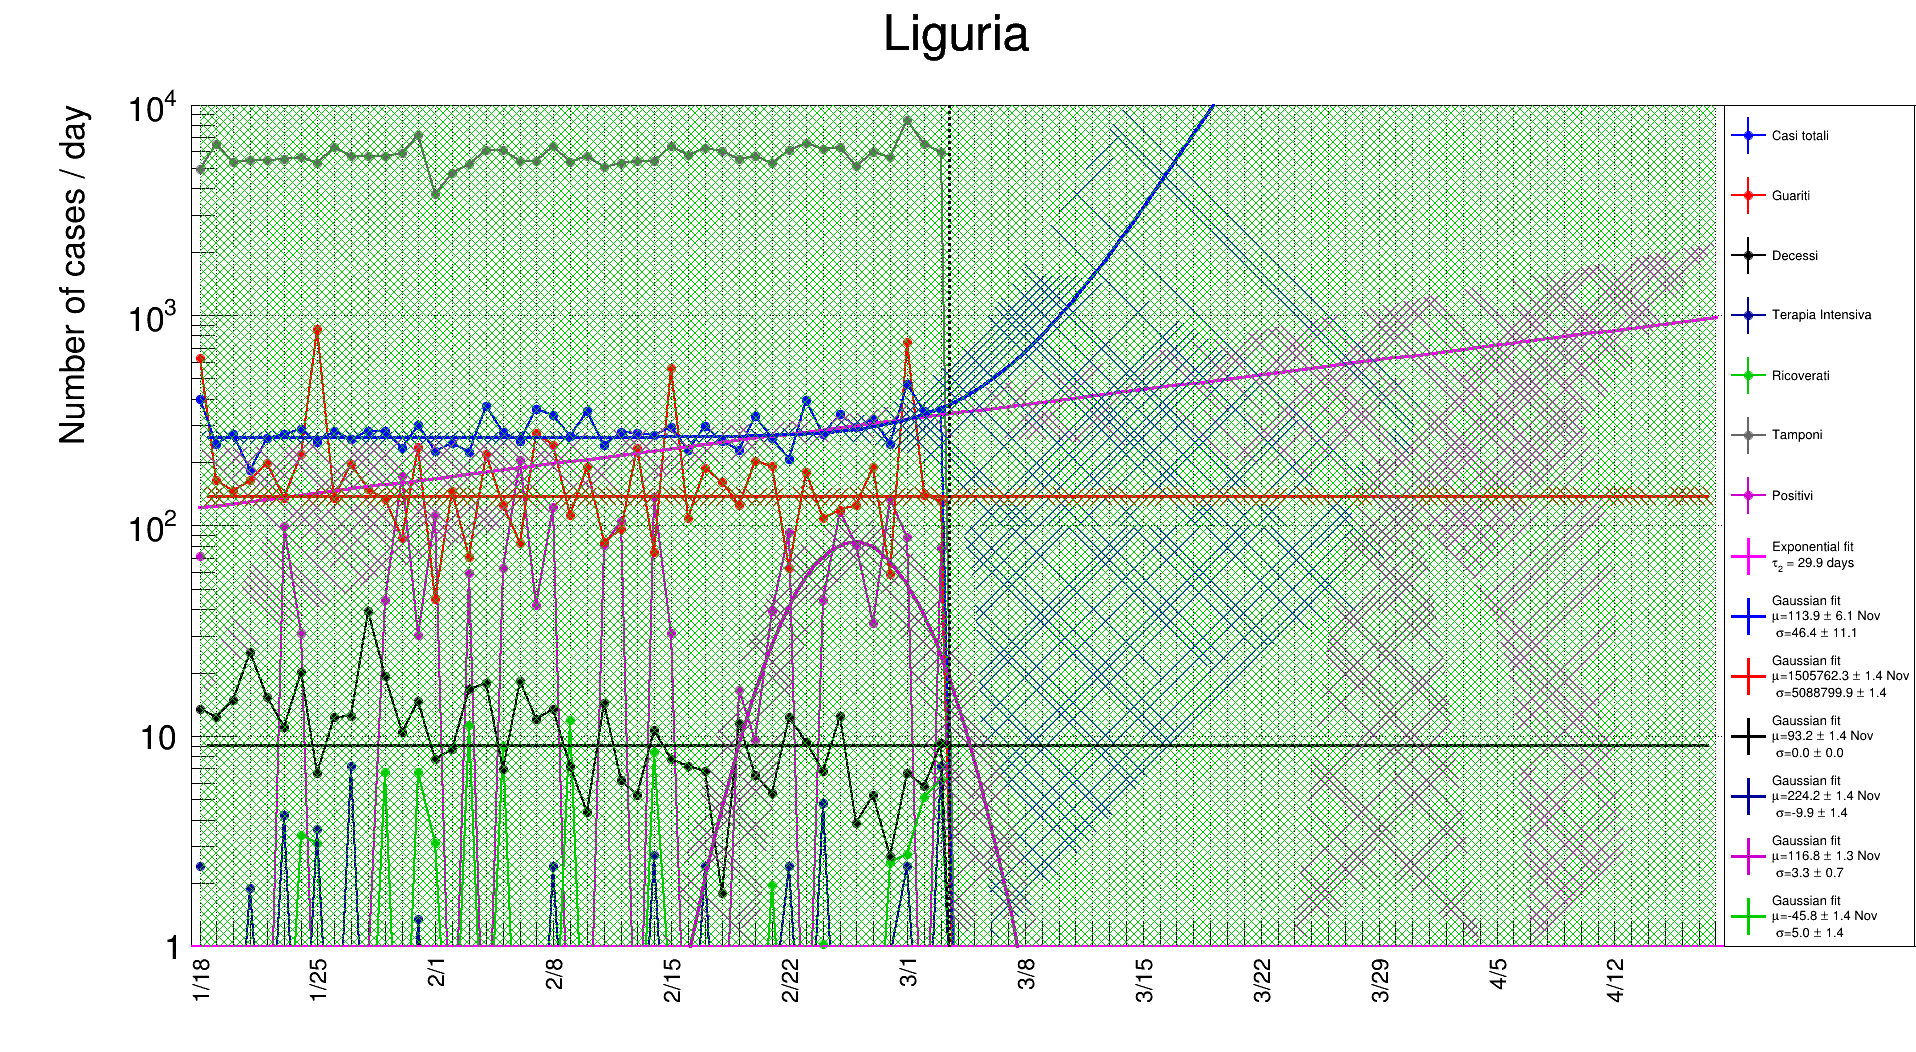 Liguria
Number of cases / day
10⁴
10³
10²
10
1
1/18 1/25 2/1 2/8 2/15 2/22 3/1 3/8 3/15 3/22 3/29 4/5 4/12
Casi totali
Guariti
Decessi
Terapia Intensiva
Ricoverati
Tamponi
Positivi
Exponential fit
τ₂ = 29.9 days
Gaussian fit
μ=113.9 ± 6.1 Nov
σ=46.4 ± 11.1
Gaussian fit
μ=1505762.3 ± 1.4 Nov
σ=5088799.9 ± 1.4
Gaussian fit
μ=93.2 ± 1.4 Nov
σ=0.0 ± 0.0
Gaussian fit
μ=224.2 ± 1.4 Nov
σ=-9.9 ± 1.4
Gaussian fit
μ=116.8 ± 1.3 Nov
σ=3.3 ± 0.7
Gaussian fit
μ=-45.8 ± 1.4 Nov
σ=5.0 ± 1.4